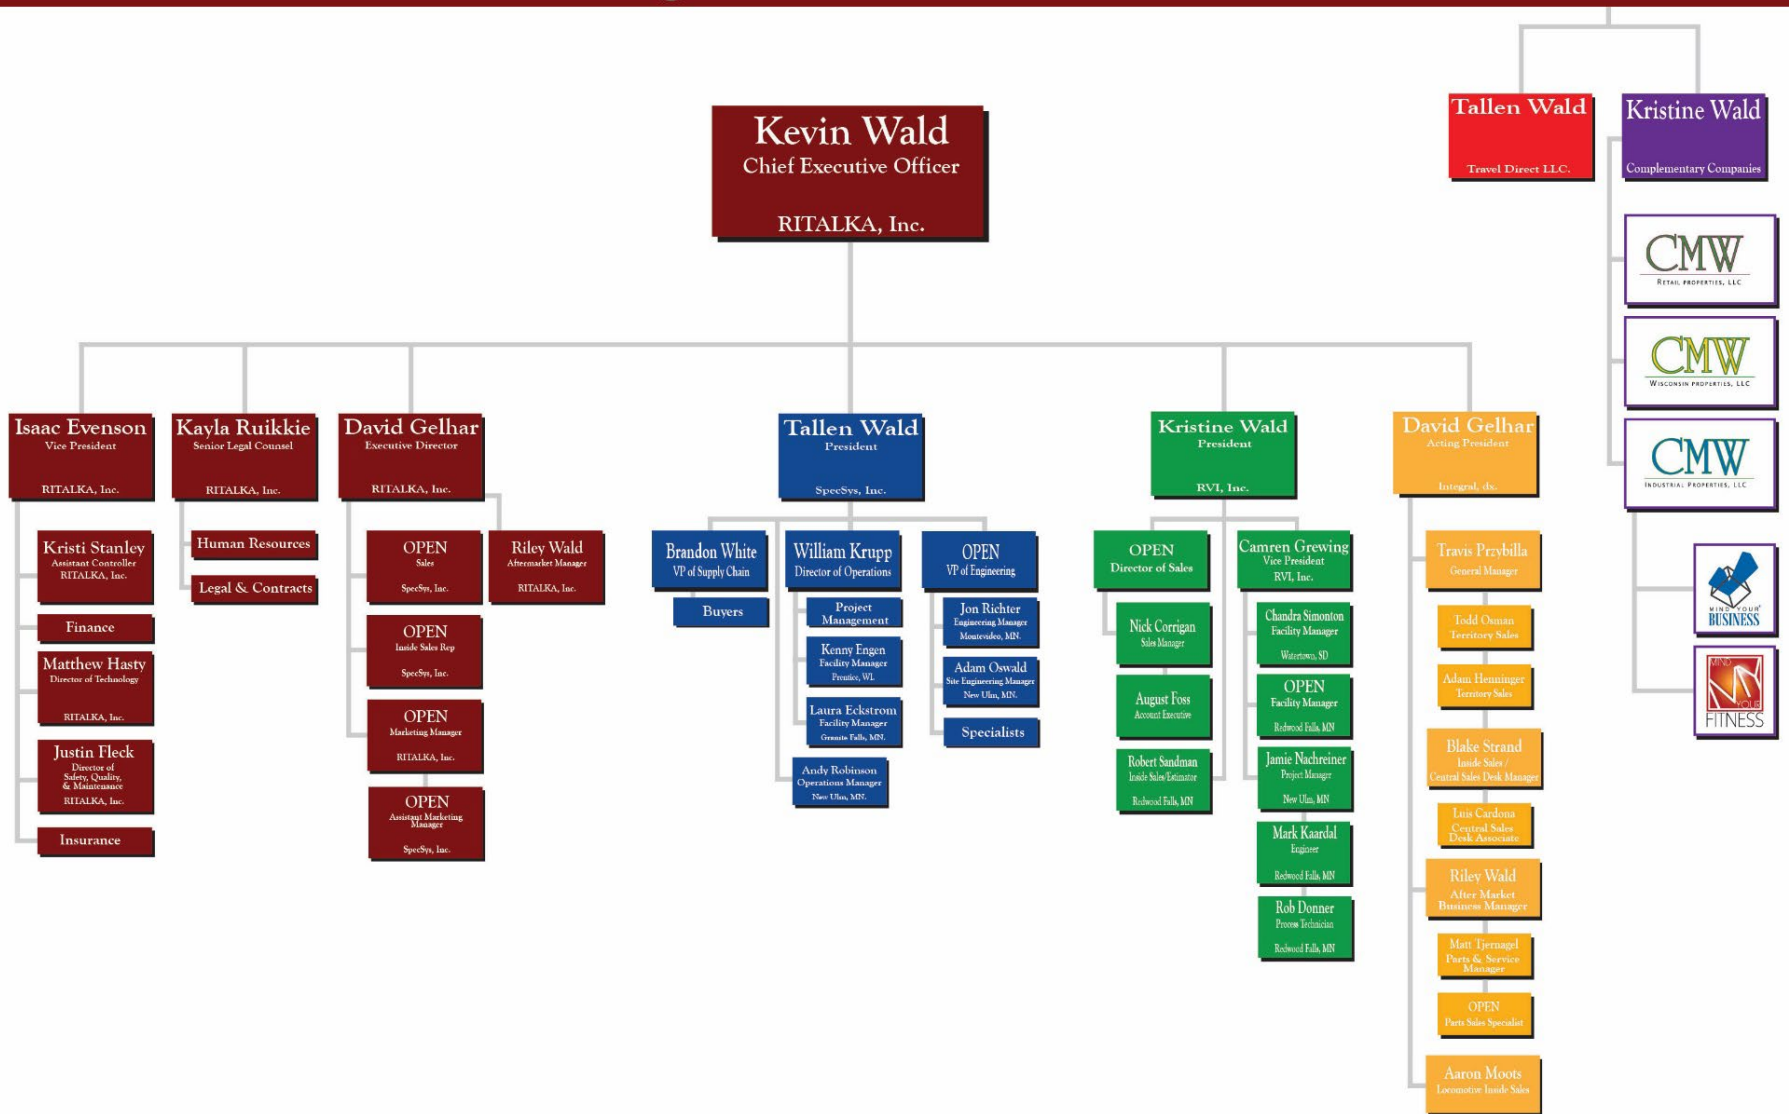 Kevin Wald
Chief Executive Officer
RITALKA, Inc.
Tallen Wald
Travel Direct LLC.
Kristine Wald
Complementary Companies
CMW
RETAIL PROPERTIES, LLC
CMW
WISCONSIN PROPERTIES, LLC
CMW
INDUSTRIAL PROPERTIES, LLC
MIND YOUR
BUSINESS
MIND
YOUR
FITNESS
Isaac Evenson
Vice President
RITALKA, Inc.
Kristi Stanley
Assistant Controller
RITALKA, Inc.
Finance
Matthew Hasty
Director of Technology
RITALKA, Inc.
Justin Fleck
Director of
Safety, Quality,
& Maintenance
RITALKA, Inc.
Insurance
Kayla Ruikkie
Senior Legal Counsel
RITALKA, Inc.
Human Resources
Legal & Contracts
David Gelhar
Executive Director
RITALKA, Inc.
OPEN
Sales
SpecSys, Inc.
OPEN
Inside Sales Rep
SpecSys, Inc.
OPEN
Marketing Manager
RITALKA, Inc.
OPEN
Assistant Marketing
Manager
SpecSys, Inc.
Riley Wald
Aftermarket Manager
RITALKA, Inc.
Tallen Wald
President
SpecSys, Inc.
Brandon White
VP of Supply Chain
Buyers
William Krupp
Director of Operations
Project
Management
Kenny Engen
Facility Manager
Prentice, WI.
Laura Eckstrom
Facility Manager
Granite Falls, MN.
Andy Robinson
Operations Manager
New Ulm, MN.
OPEN
VP of Engineering
Jon Richter
Engineering Manager
Montevideo, MN.
Adam Oswald
Site Engineering Manager
New Ulm, MN.
Specialists
Kristine Wald
President
RVI, Inc.
OPEN
Director of Sales
Nick Corrigan
Sales Manager
August Foss
Account Executive
Robert Sandman
Inside Sales/Estimator
Redwood Falls, MN
Camren Grewing
Vice President
RVI, Inc.
Chandra Simonton
Facility Manager
Watertown, SD
OPEN
Facility Manager
Redwood Falls, MN
Jamie Nachreiner
Project Manager
New Ulm, MN
Mark Kaardal
Engineer
Redwood Falls, MN
Rob Donner
Process Technician
Redwood Falls, MN
David Gelhar
Acting President
Integral, dx.
Travis Przybilla
General Manager
Todd Osman
Territory Sales
Adam Henninger
Territory Sales
Blake Strand
Inside Sales /
Central Sales Desk Manager
Luis Cardona
Central Sales
Desk Associate
Riley Wald
After Market
Business Manager
Matt Tjernagel
Parts & Service
Manager
OPEN
Parts Sales Specialist
Aaron Moots
Locomotive Inside Sales